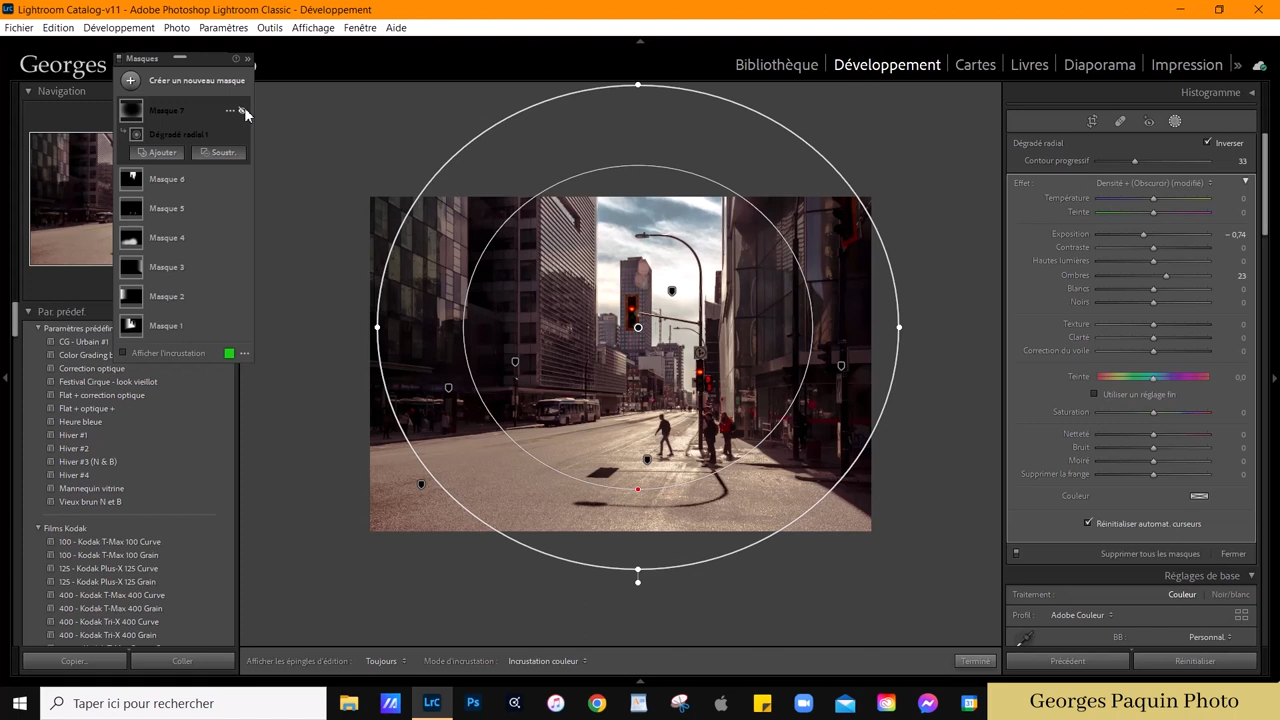 Lightroom Catalog-v11 - Adobe Photoshop Lightroom Classic - Développement
Fichier Edition Développement Photo Paramètres Outils Affichage Fenêtre Aide
Georges
Bibliothèque | Développement | Cartes | Livres | Diaporama | Impression
Navigation
Masques
Créer un nouveau masque
Masque 7
Dégradé radial 1
Ajouter
Soustr.
Masque 6
Masque 5
Masque 4
Masque 3
Masque 2
Masque 1
Afficher l'incrustation
Par. prédéf.
Paramètres prédéfin
CG - Urbain #1
Color Grading b
Correction optique
Festival Cirque - look vieillot
Flat + correction optique
Flat + optique +
Heure bleue
Hiver #1
Hiver #2
Hiver #3 (N & B)
Hiver #4
Mannequin vitrine
Vieux brun N et B
Films Kodak
100 - Kodak T-Max 100 Curve
100 - Kodak T-Max 100 Grain
125 - Kodak Plus-X 125 Curve
125 - Kodak Plus-X 125 Grain
400 - Kodak T-Max 400 Curve
400 - Kodak T-Max 400 Grain
400 - Kodak Tri-X 400 Curve
400 - Kodak Tri-X 400 Grain
Copier...
Coller
Afficher les épingles d'édition : Toujours
Mode d'incrustation : Incrustation couleur
Terminé
Histogramme
Dégradé radial
Inverser
Contour progressif 33
Effet : Densité + (Obscurcir) (modifié)
Température 0
Teinte 0
Exposition – 0,74
Contraste 0
Hautes lumières 0
Ombres 23
Blancs 0
Noirs 0
Texture 0
Clarté 0
Correction du voile 0
Teinte 0,0
Utiliser un réglage fin
Saturation 0
Netteté 0
Bruit 0
Moiré 0
Supprimer la frange 0
Couleur
Réinitialiser automat. curseurs
Supprimer tous les masques Fermer
Réglages de base
Traitement : Couleur | Noir/blanc
Profil : Adobe Couleur
BB : Personnal.
Précédent
Réinitialiser
Taper ici pour rechercher
Georges Paquin Photo